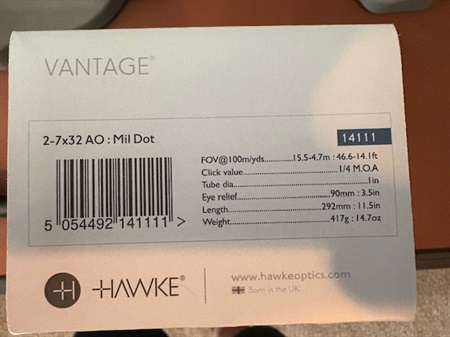 VANTAGE®
2-7x32 AO : Mil Dot
14111
FOV@100m/yds..........15.5-4.7m : 46.6-14.1ft
Click value..........1/4 M.O.A
Tube dia..........1in
Eye relief..........90mm : 3.5in
Length..........292mm : 11.5in
Weight..........417g : 14.7oz
5 054492 141111 >
HAWKE®
www.hawkeoptics.com
Born in the UK